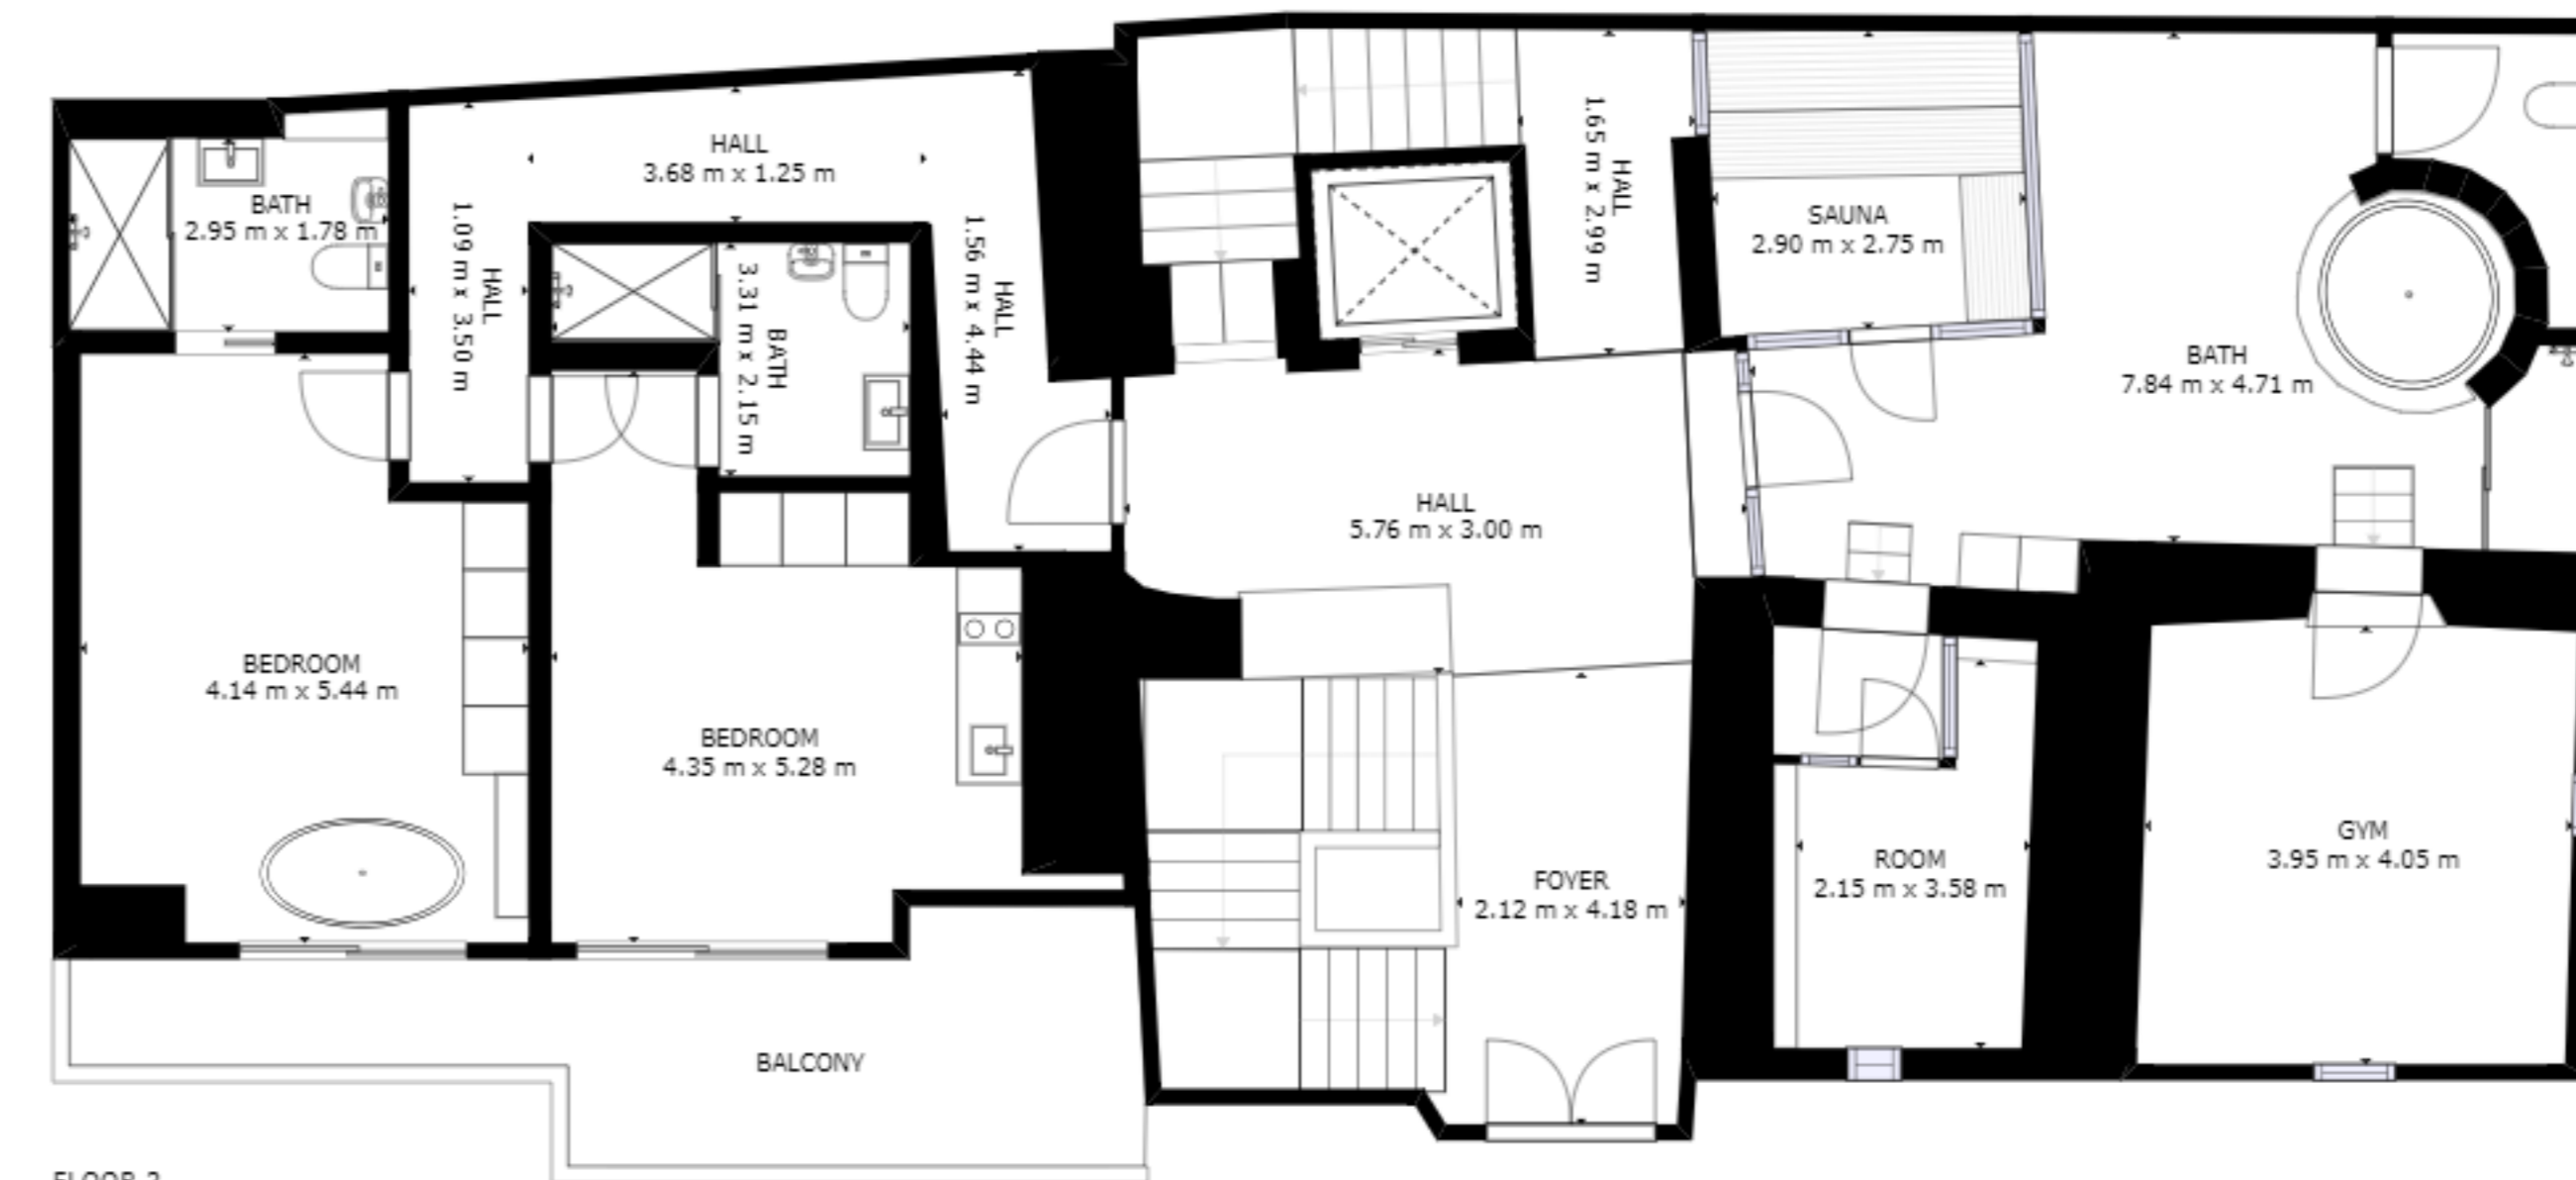 HALL
3.68 m x 1.25 m
BATH
2.95 m x 1.78 m
HALL
1.09 m x 3.50 m
BATH
3.31 m x 2.15 m
HALL
1.56 m x 4.44 m
HALL
1.65 m x 2.99 m
SAUNA
2.90 m x 2.75 m
BATH
7.84 m x 4.71 m
HALL
5.76 m x 3.00 m
BEDROOM
4.14 m x 5.44 m
BEDROOM
4.35 m x 5.28 m
FOYER
2.12 m x 4.18 m
ROOM
2.15 m x 3.58 m
GYM
3.95 m x 4.05 m
BALCONY
FLOOR